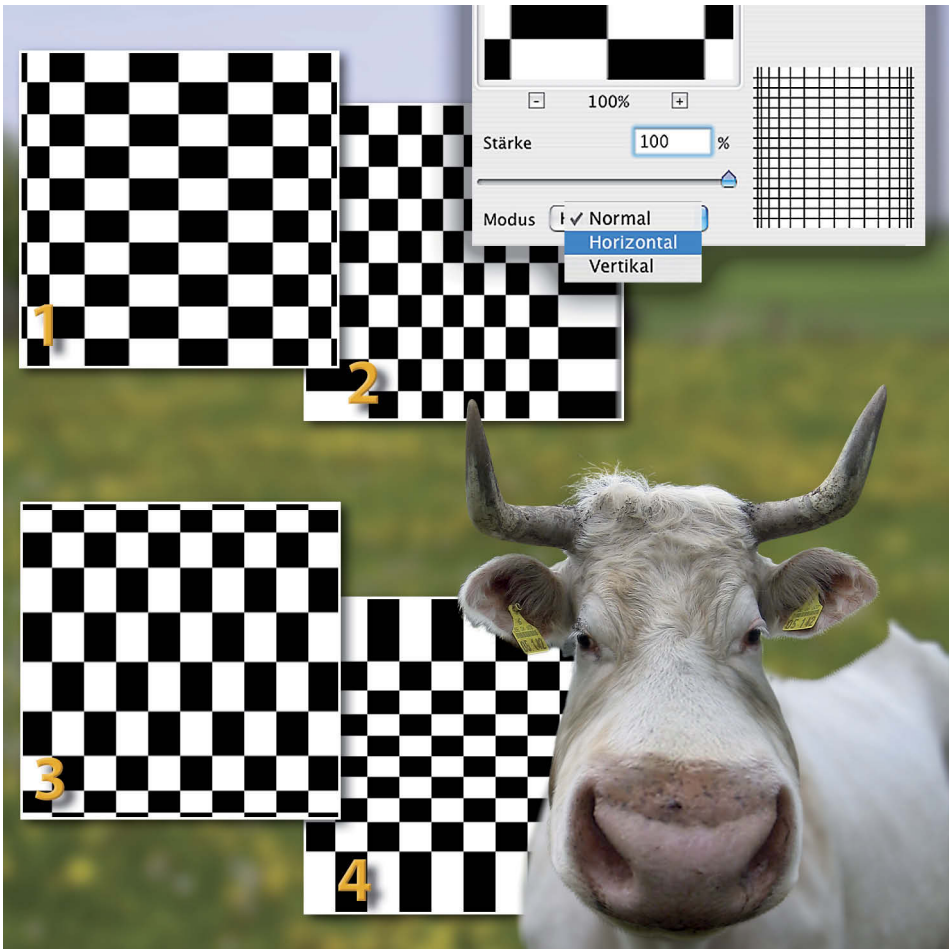 - 100% +
Stärke 100 %
Modus ✓ Normal
Horizontal
Vertikal
1
2
3
4